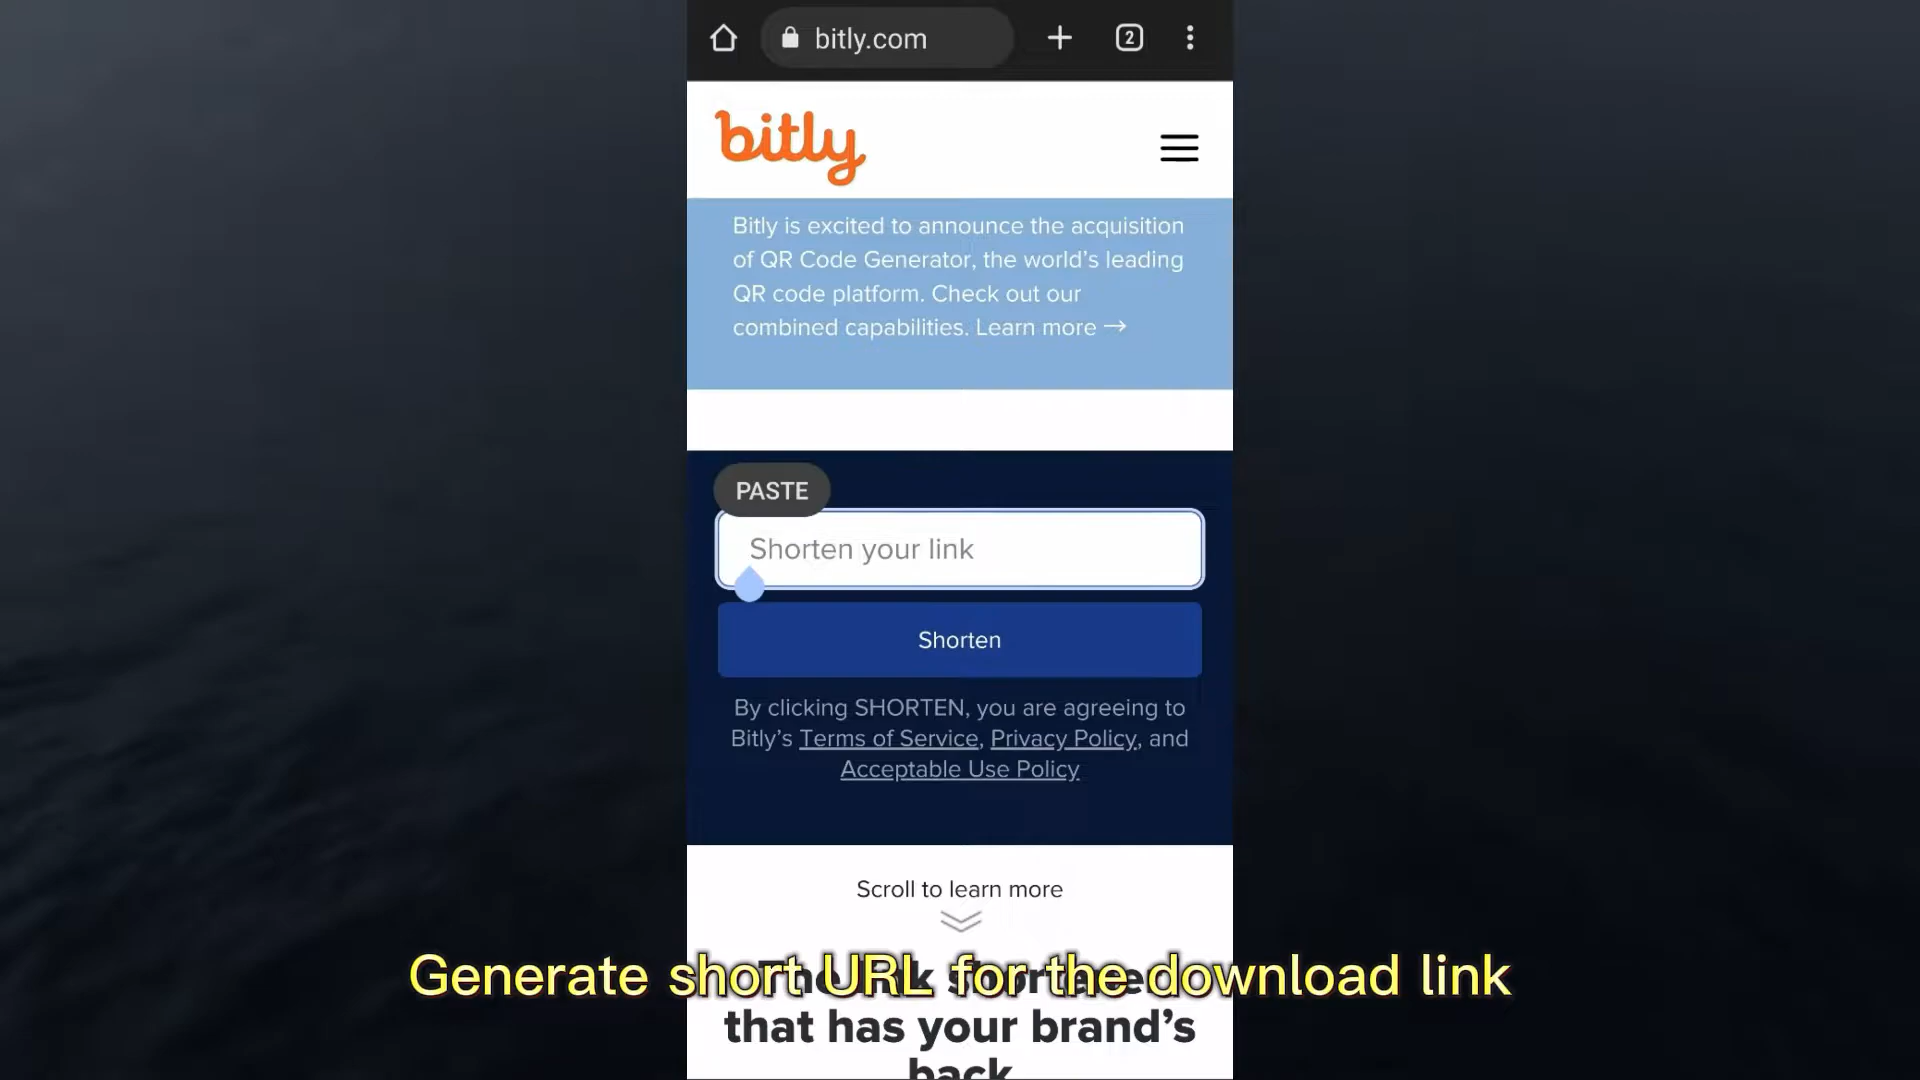 bitly.com
2
bitly
Bitly is excited to announce the acquisition
of QR Code Generator, the world's leading
QR code platform. Check out our
combined capabilities. Learn more →
PASTE
Shorten your link
Shorten
By clicking SHORTEN, you are agreeing to
Bitly's Terms of Service, Privacy Policy, and
Acceptable Use Policy
Scroll to learn more
Generate short URL for the download link
that has your brand's
back